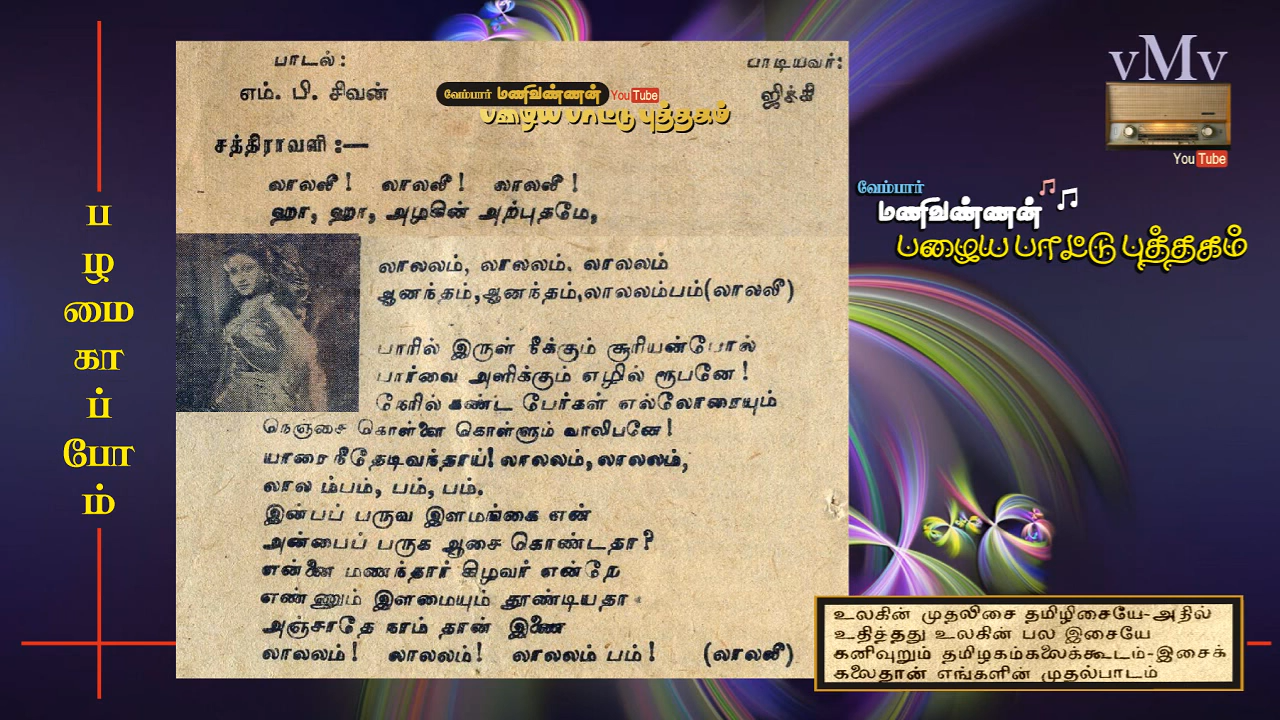 பழமை காப்போம்
பாடல்:
எம். பி. சிவன்
பாடியவர்:
ஜிக்கி
வேம்பார் மணிவண்ணன் YouTube
பழைய பாட்டு புத்தகம்
சந்திராவளி :—
லாலலீ ! லாலலீ ! லாலலீ !
ஹா, ஹா, அழகின் அற்புதமே,
லாலலம், லாலலம். லாலலம்
ஆனந்தம்,ஆனந்தம்,லாலலம்பம்(லாலலீ)
பாரில் இருள் நீக்கும் சூரியன்போல்
பார்வை அளிக்கும் எழில் ரூபனே !
நேரில் கண்ட பேர்கள் எல்லோரையும்
நெஞ்சை கொள்ளை கொள்ளும் வாலிபனே !
யாரை நீதேடிவந்தாய்! லாலலம், லாலலம்,
லால ம்பம், பம், பம்.
இன்பப் பருவ இளமங்கை எண்
அன்பைப் பருக ஆசை கொண்டதா ?
என்னை மணந்தார் கிழவர் என்றே
எண்ணும் இளமையும் தூண்டியதா
அஞ்சாதே நாம் தான் இணை
லாலலம் ! லாலலம் ! லாலலம் பம் ! (லாலலீ)
vMv
YouTube
வேம்பார்
மணிவண்ணன்
பழைய பாட்டு புத்தகம்
உலகின் முதலிசை தமிழிசையே-அதில்
உதித்தது உலகின் பல இசையே
கனிவுறும் தமிழகம்கலைக்கூடம்-இசைக்
கலைதான் எங்களின் முதல்பாடம்